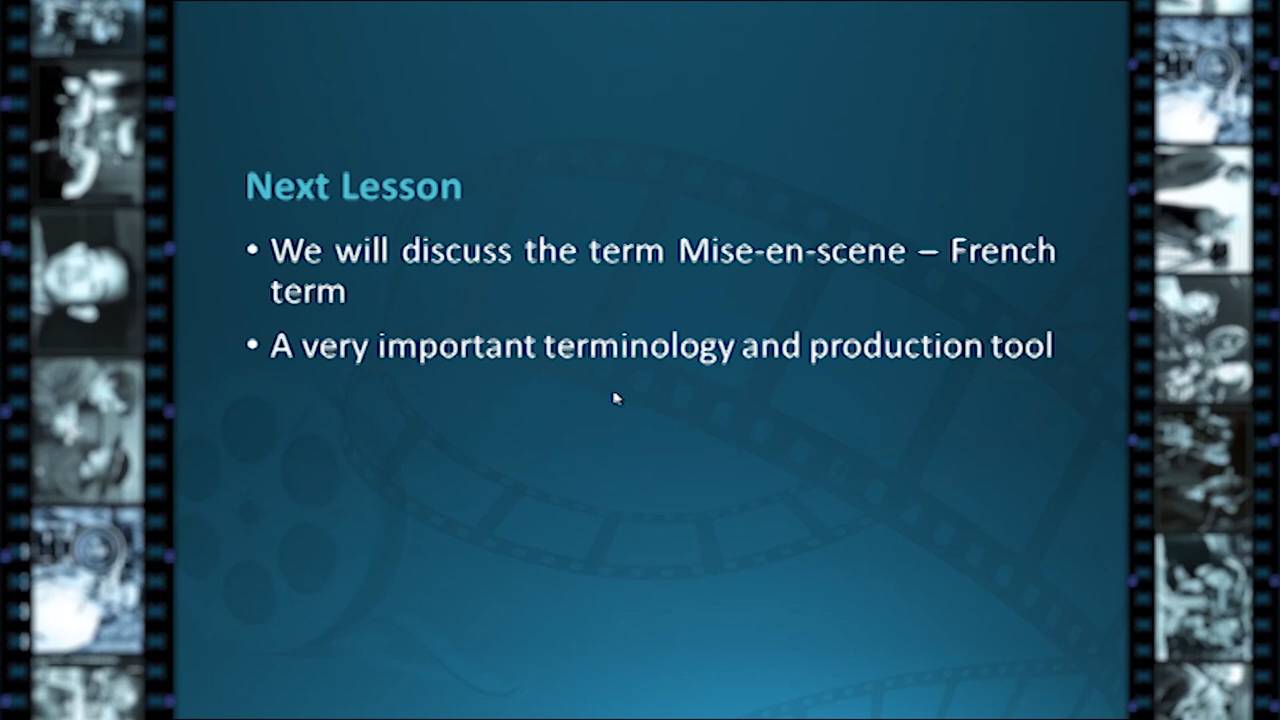 Next Lesson
• We will discuss the term Mise-en-scene – French
term
• A very important terminology and production tool